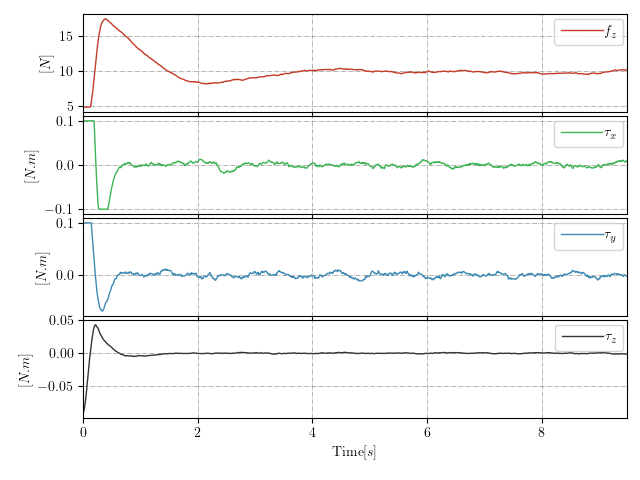 15
10
5
[N]
f_z
0.1
0.0
−0.1
[N.m]
τ_x
0.1
0.0
[N.m]
τ_y
0.05
0.00
−0.05
[N.m]
τ_z
0 2 4 6 8
Time[s]